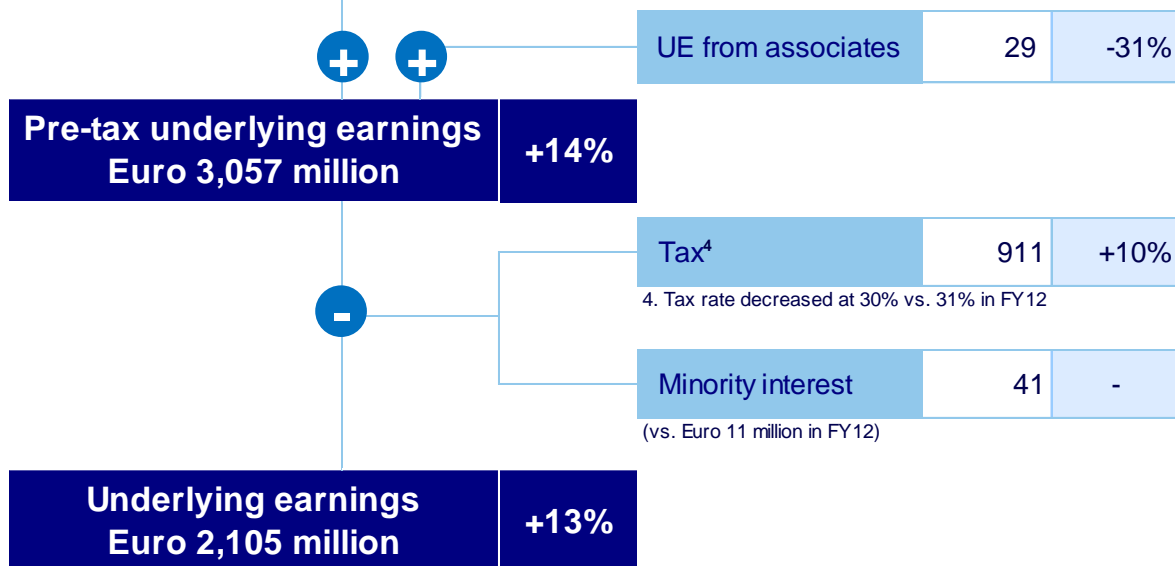 + +
UE from associates 29 -31%
Pre-tax underlying earnings
Euro 3,057 million
+14%
Tax⁴ 911 +10%
4. Tax rate decreased at 30% vs. 31% in FY12
-
Minority interest 41 -
(vs. Euro 11 million in FY12)
Underlying earnings
Euro 2,105 million
+13%